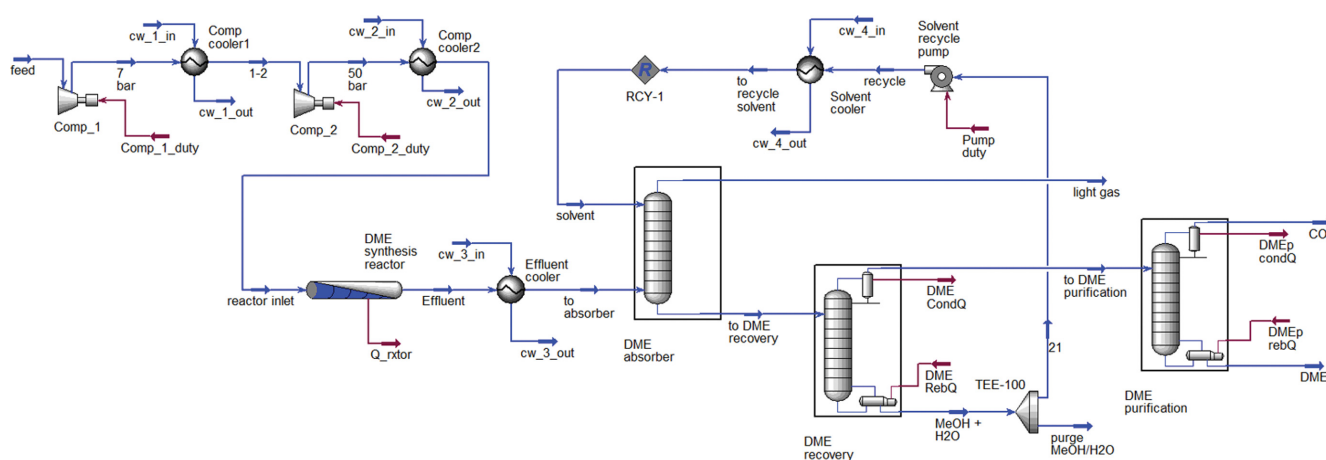 feed
Comp_1
7
bar
Comp_1_duty
cw_1_in
Comp
cooler1
cw_1_out
1-2
Comp_2
50
bar
Comp_2_duty
cw_2_in
Comp
cooler2
cw_2_out
reactor inlet
DME
synthesis
reactor
Q_rxtor
Effluent
cw_3_in
Effluent
cooler
cw_3_out
to
absorber
solvent
R
RCY-1
to
recycle
solvent
cw_4_in
cw_4_out
Solvent
cooler
recycle
Solvent
recycle
pump
Pump
duty
light gas
DME
absorber
to DME
recovery
DME
CondQ
DME
RebQ
DME
recovery
MeOH +
H2O
TEE-100
21
purge
MeOH/H2O
to DME
purification
DMEp
condQ
DMEp
rebQ
DME
purification
CO
DME